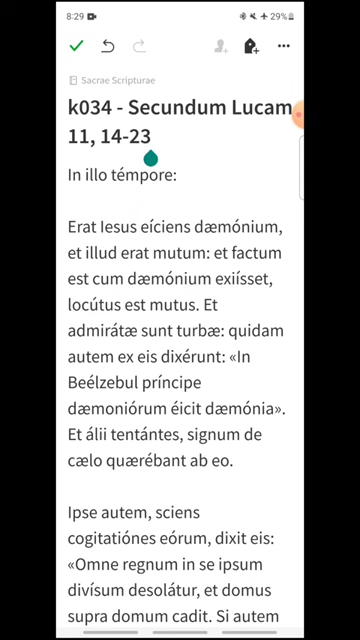 8:29
29%
Sacrae Scripturae
k034 - Secundum Lucam
11, 14-23
In illo témpore:
Erat Iesus eíciens dæmónium,
et illud erat mutum: et factum
est cum dæmónium exiísset,
locútus est mutus. Et
admirátæ sunt turbæ: quidam
autem ex eis dixérunt: «In
Beélzebul príncipe
dæmoniórum éicit dæmónia».
Et álii tentántes, signum de
cælo quærébant ab eo.
Ipse autem, sciens
cogitatiónes eórum, dixit eis:
«Omne regnum in se ipsum
divísum desolátur, et domus
supra domum cadit. Si autem